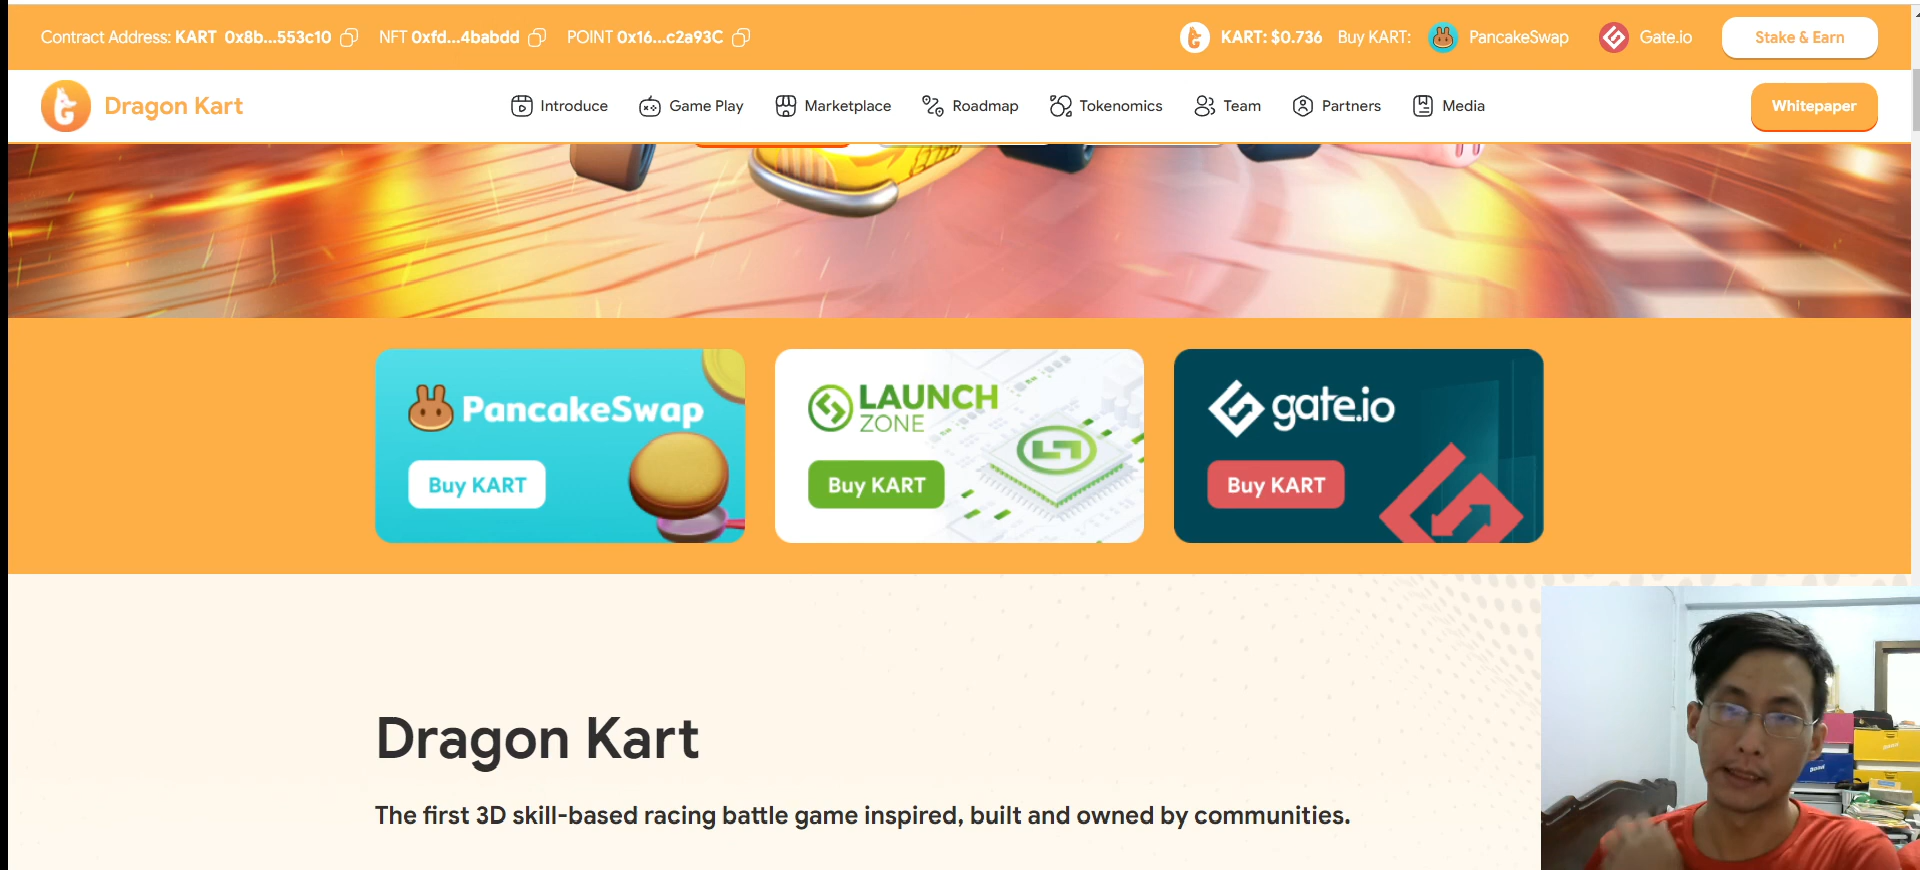 Contract Address: KART 0x8b...553c10 NFT 0xfd...4babdd POINT 0x16...c2a93C KART: $0.736 Buy KART: PancakeSwap Gate.io Stake & Earn
Dragon Kart Introduce Game Play Marketplace Roadmap Tokenomics Team Partners Media Whitepaper
PancakeSwap
Buy KART
LAUNCH
ZONE
Buy KART
gate.io
Buy KART
Dragon Kart
The first 3D skill-based racing battle game inspired, built and owned by communities.